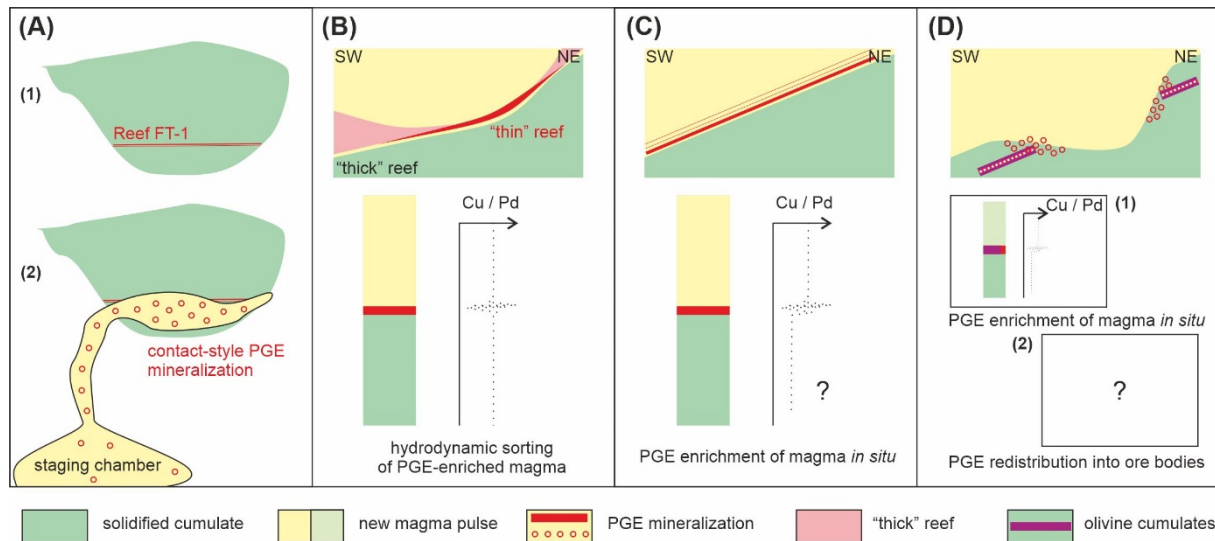 (A)
(1)
Reef FT-1
(2)
contact-style PGE
mineralization
staging chamber
(B)
SW
NE
"thin" reef
"thick" reef
Cu / Pd
hydrodynamic sorting
of PGE-enriched magma
(C)
SW
NE
Cu / Pd
?
PGE enrichment of magma in situ
(D)
SW
NE
Cu / Pd
(1)
PGE enrichment of magma in situ
(2)
?
PGE redistribution into ore bodies
solidified cumulate
new magma pulse
PGE mineralization
"thick" reef
olivine cumulates